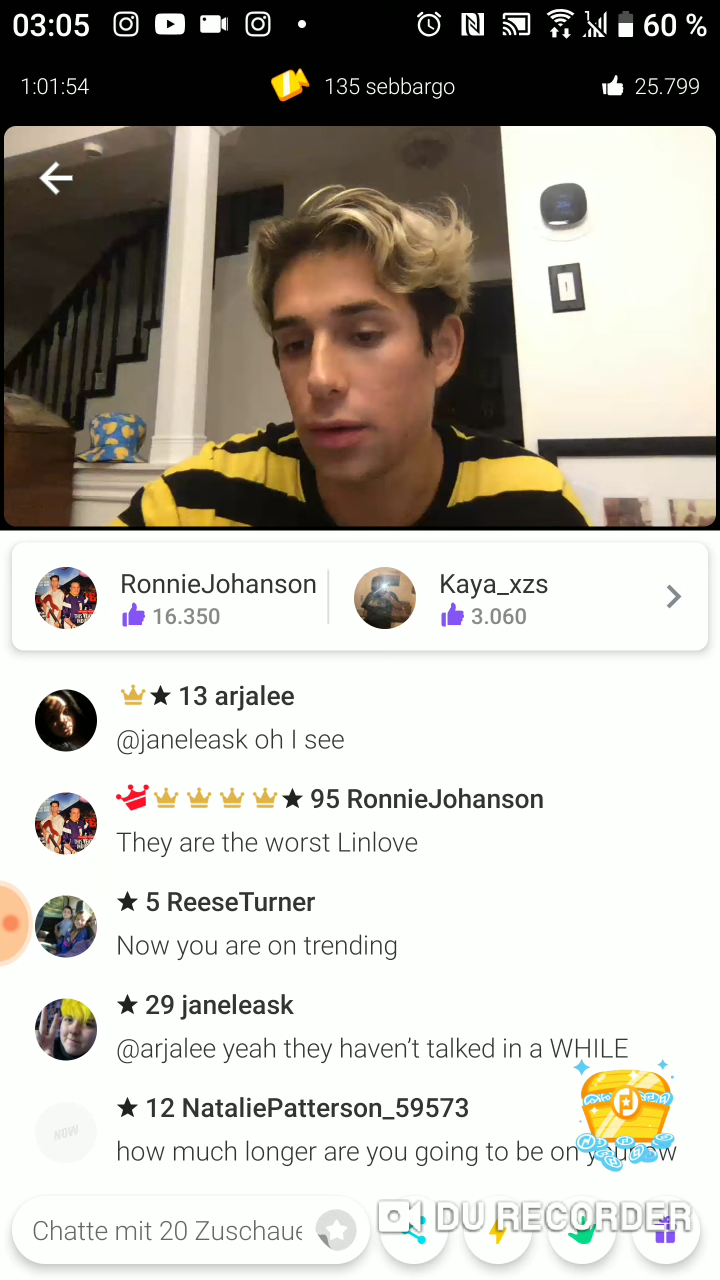 03:05
60 %
1:01:54
135 sebbargo
25.799
RonnieJohanson
16.350
Kaya_xzs
3.060
13 arjalee
@janeleask oh I see
95 RonnieJohanson
They are the worst Linlove
5 ReeseTurner
Now you are on trending
29 janeleask
@arjalee yeah they haven't talked in a WHILE
12 NataliePatterson_59573
NOW
how much longer are you going to be on younow
Chatte mit 20 Zuschaue
DU RECORDER